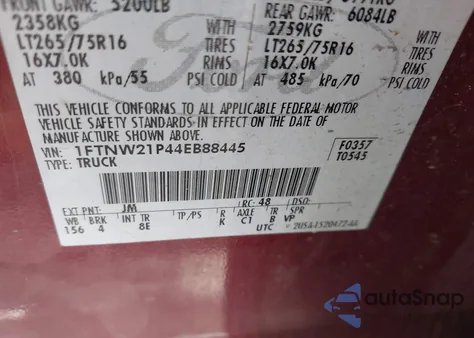 FRONT GAWR: 5200LB REAR GAWR: 6084LB
2358KG 2759KG
LT265/75R16 TIRES LT265/75R16 TIRES
16X7.0K RIMS 16X7.0K RIMS
AT 380 kPa/55 PSI COLD AT 485 kPa/70 PSI COLD
Ford
THIS VEHICLE CONFORMS TO ALL APPLICABLE FEDERAL MOTOR
VEHICLE SAFETY STANDARDS IN EFFECT ON THE DATE OF
MANUFACTURE SHOWN ABOVE.
VIN: 1FTNW21P44EB88445 F0357
TYPE: TRUCK T0545
EXT PNT: JM RC: 48 DSO:
WB BRK INT TR TP/PS R AXLE TR SPR
156 4 8E K C1 B VP
UTC
autoSnap